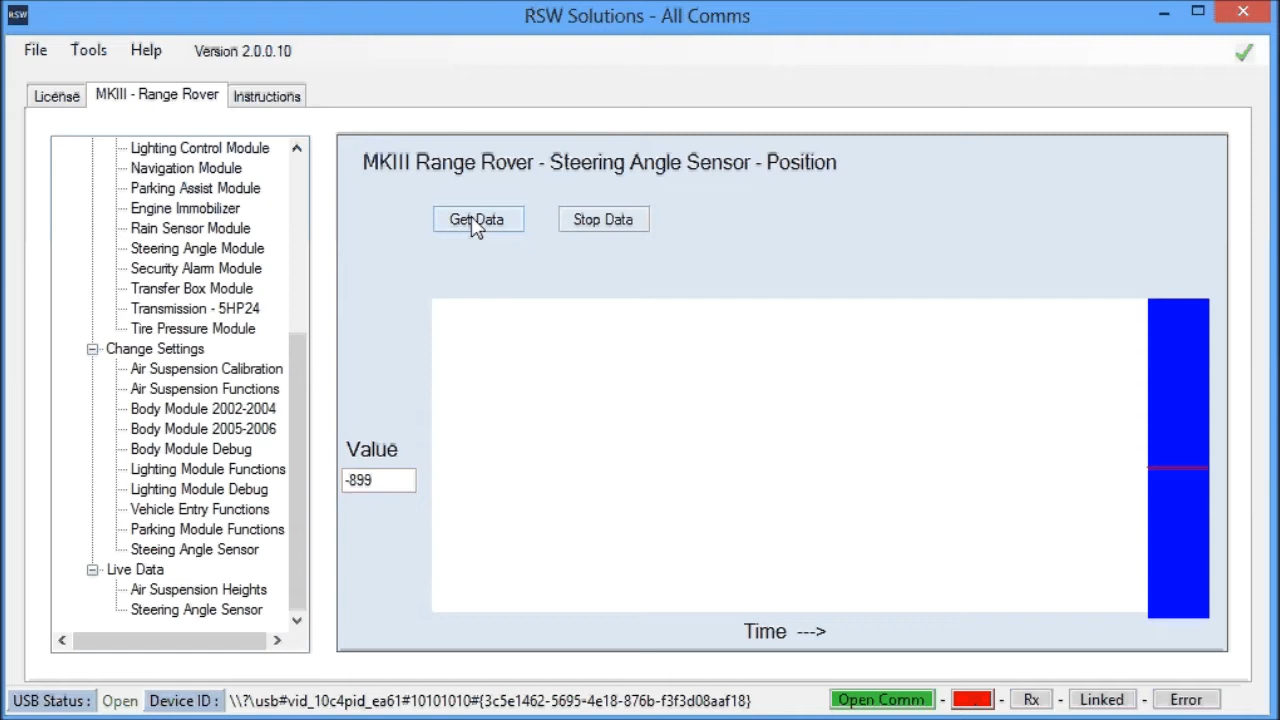 RSW
RSW Solutions - All Comms
File Tools Help Version 2.0.0.10
License MKIII - Range Rover Instructions
Lighting Control Module
Navigation Module
Parking Assist Module
Engine Immobilizer
Rain Sensor Module
Steering Angle Module
Security Alarm Module
Transfer Box Module
Transmission - 5HP24
Tire Pressure Module
Change Settings
Air Suspension Calibration
Air Suspension Functions
Body Module 2002-2004
Body Module 2005-2006
Body Module Debug
Lighting Module Functions
Lighting Module Debug
Vehicle Entry Functions
Parking Module Functions
Steeing Angle Sensor
Live Data
Air Suspension Heights
Steering Angle Sensor
MKIII Range Rover - Steering Angle Sensor - Position
Get Data Stop Data
Value
-899
Time --->
USB Status : Open Device ID : \\?\usb#vid_10c4pid_ea61#10101010#{3c5e1462-5695-4e18-876b-f3f3d08aaf18} Open Comm - - Rx - Linked - Error